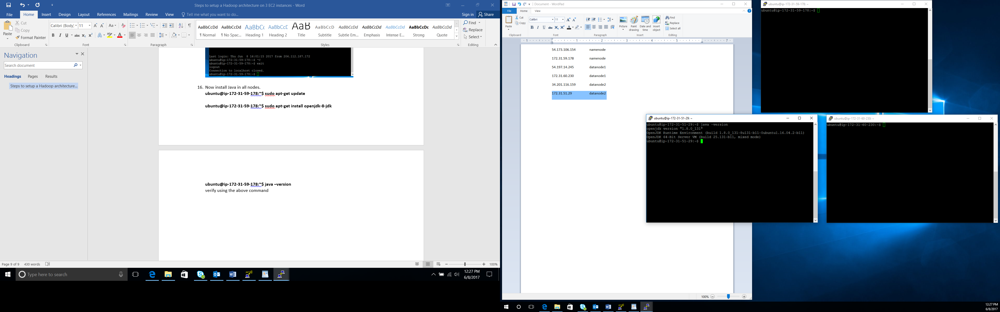 Steps to setup a Hadoop architecture on 3 EC2 instances - Word
File Home Insert Design Layout References Mailings Review View Tell me what you want to do... Sign in Share
Paste Cut Copy Format Painter
Calibri (Body) 11
AaBbCcDd AaBbCcDd AaBbCc AaBbCcD AaB AaBbCcD AaBbCcDd AaBbCcDd AaBbCcDd AaBbCcDc AaBbCcDd
¶ Normal ¶ No Spac... Heading 1 Heading 2 Title Subtitle Subtle Em... Emphasis Intense E... Strong Quote
Find
Replace
Select
Clipboard Font Paragraph Styles Editing
Navigation
Search document
Headings Pages Results
Steps to setup a Hadoop architecture...
Last login: Thu Jun 8 16:01:15 2017 from 206.112.187.172
ubuntu@ip-172-31-59-178:~$ ^C
ubuntu@ip-172-31-59-178:~$ exit
logout
Connection to localhost closed.
ubuntu@ip-172-31-59-178:~$
16. Now install Java in all nodes.
ubuntu@ip-172-31-59-178:~$ sudo apt-get update
ubuntu@ip-172-31-59-178:~$ sudo apt-get install openjdk-8-jdk
ubuntu@ip-172-31-59-178:~$ java –version
verify using the above command
Page 9 of 9 430 words 100%
Type here to search
12:27 PM
6/8/2017
Document - WordPad
File Home View
Paste Cut Copy
Calibri 11
Picture Paint drawing Date and time Insert object
Find
Replace
Select all
Clipboard Font Paragraph Insert Editing
1 1 2 3 4 5 7
54.173.106.154 namenode
172.31.59.178 namenode
54.197.14.245 datanode1
172.31.60.230 datanode1
34.201.116.159 datanode2
172.31.51.29 datanode2
100%
ubuntu@ip-172-31-59-178: ~
ubuntu@ip-172-31-59-178:~$
ubuntu@ip-172-31-51-29: ~
ubuntu@ip-172-31-51-29:~$ java -version
openjdk version "1.8.0_131"
OpenJDK Runtime Environment (build 1.8.0_131-8u131-b11-0ubuntu1.16.04.2-b11)
OpenJDK 64-Bit Server VM (build 25.131-b11, mixed mode)
ubuntu@ip-172-31-51-29:~$
ubuntu@ip-172-31-60-230: ~
ubuntu@ip-172-31-60-230:~$
12:27 PM
6/8/2017